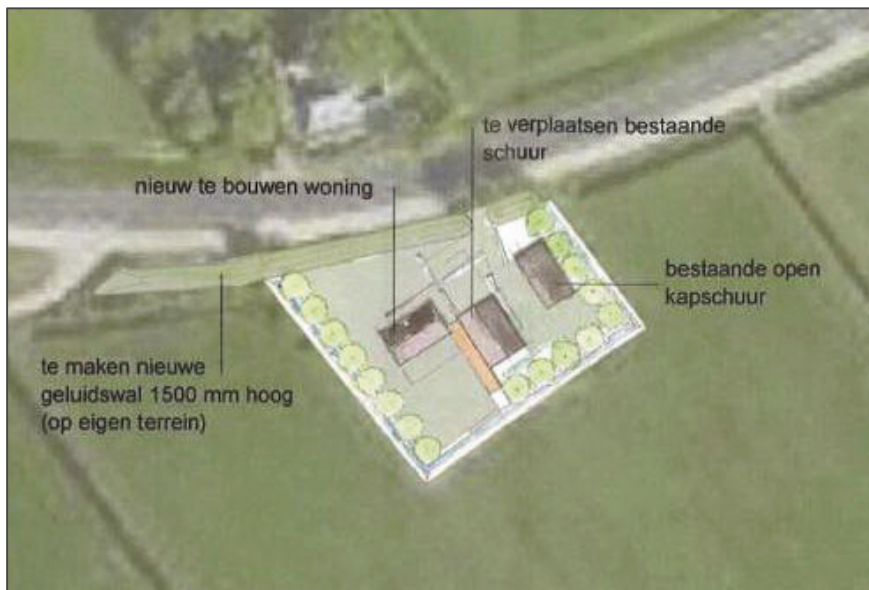 te verplaatsen bestaande
schuur
nieuw te bouwen woning
bestaande open
kapschuur
te maken nieuwe
geluidswal 1500 mm hoog
(op eigen terrein)